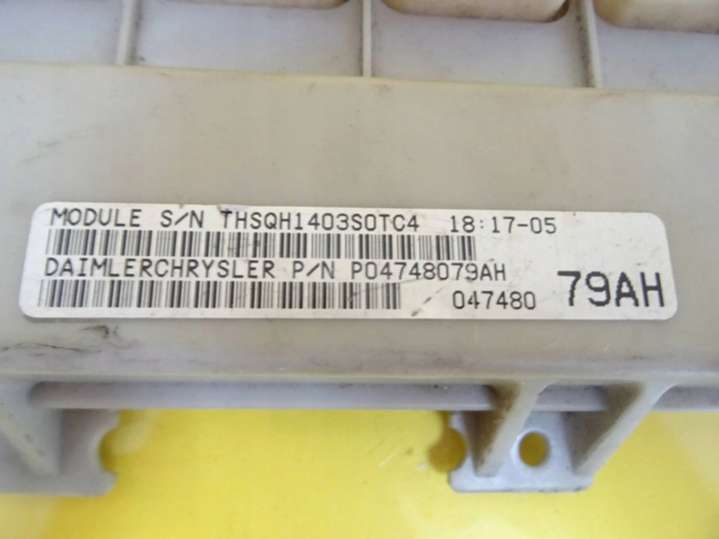 MODULE S/N THSQH1403S0TC4 18:17-05
DAIMLERCHRYSLER P/N P04748079AH
047480 79AH